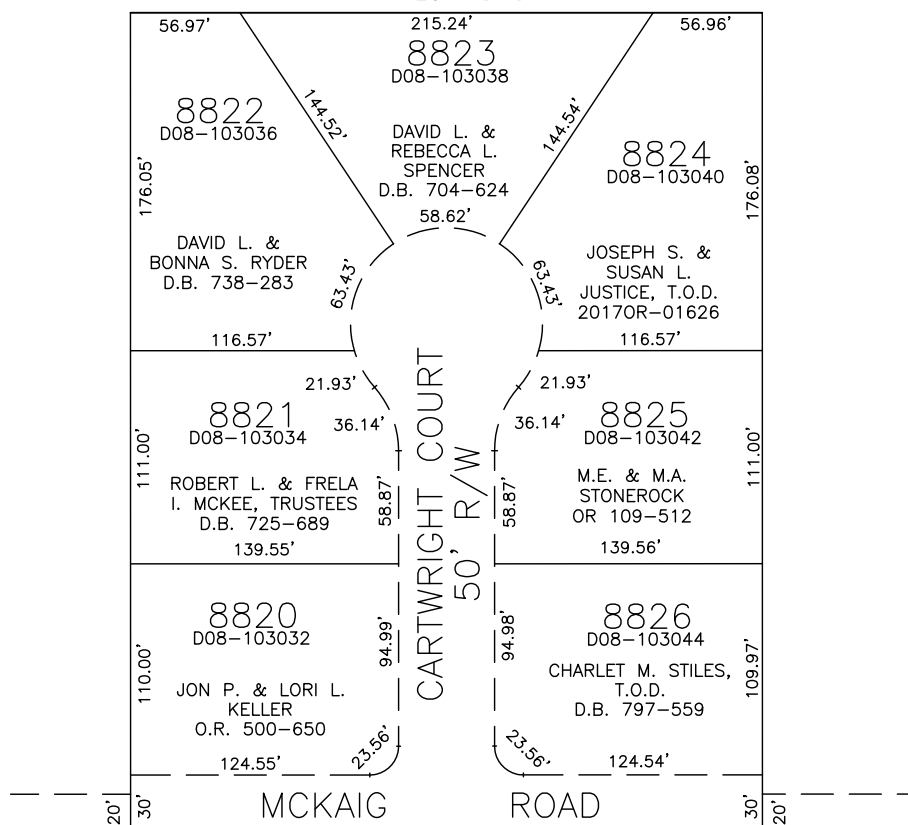 56.97'
215.24'
56.96'
8823
D08-103038
8822
D08-103036
144.52'
144.54'
DAVID L. &
REBECCA L.
SPENCER
D.B. 704-624
8824
D08-103040
176.05'
176.08'
58.62'
DAVID L. &
BONNA S. RYDER
D.B. 738-283
JOSEPH S. &
SUSAN L.
JUSTICE, T.O.D.
2017OR-01626
63.43'
63.43'
116.57'
116.57'
21.93'
21.93'
8821
D08-103034
36.14'
36.14'
8825
D08-103042
111.00'
111.00'
ROBERT L. & FRELA
I. MCKEE, TRUSTEES
D.B. 725-689
M.E. & M.A.
STONEROCK
OR 109-512
58.87'
58.87'
CARTWRIGHT COURT
50' R/W
139.55'
139.56'
8820
D08-103032
8826
D08-103044
94.99'
94.98'
110.00'
109.97'
JON P. & LORI L.
KELLER
O.R. 500-650
CHARLET M. STILES,
T.O.D.
D.B. 797-559
23.56'
23.56'
124.55'
124.54'
20'
30'
MCKAIG ROAD
30'
20'